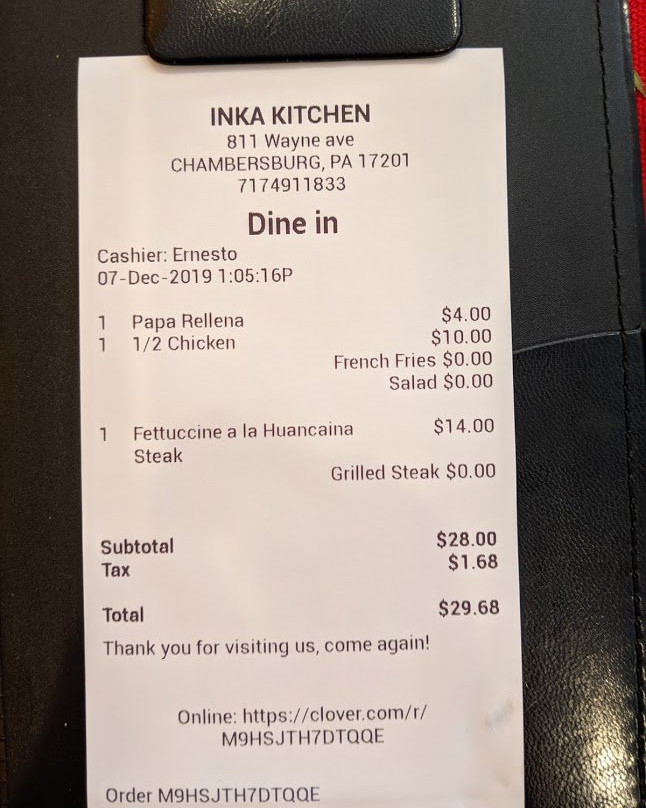 INKA KITCHEN
811 Wayne ave
CHAMBERSBURG, PA 17201
7174911833
Dine in
Cashier: Ernesto
07-Dec-2019 1:05:16P
1 Papa Rellena $4.00
1 1/2 Chicken $10.00
French Fries $0.00
Salad $0.00
1 Fettuccine a la Huancaina $14.00
Steak
Grilled Steak $0.00
Subtotal $28.00
Tax $1.68
Total $29.68
Thank you for visiting us, come again!
Online: https://clover.com/r/
M9HSJTH7DTQQE
Order M9HSJTH7DTQQE